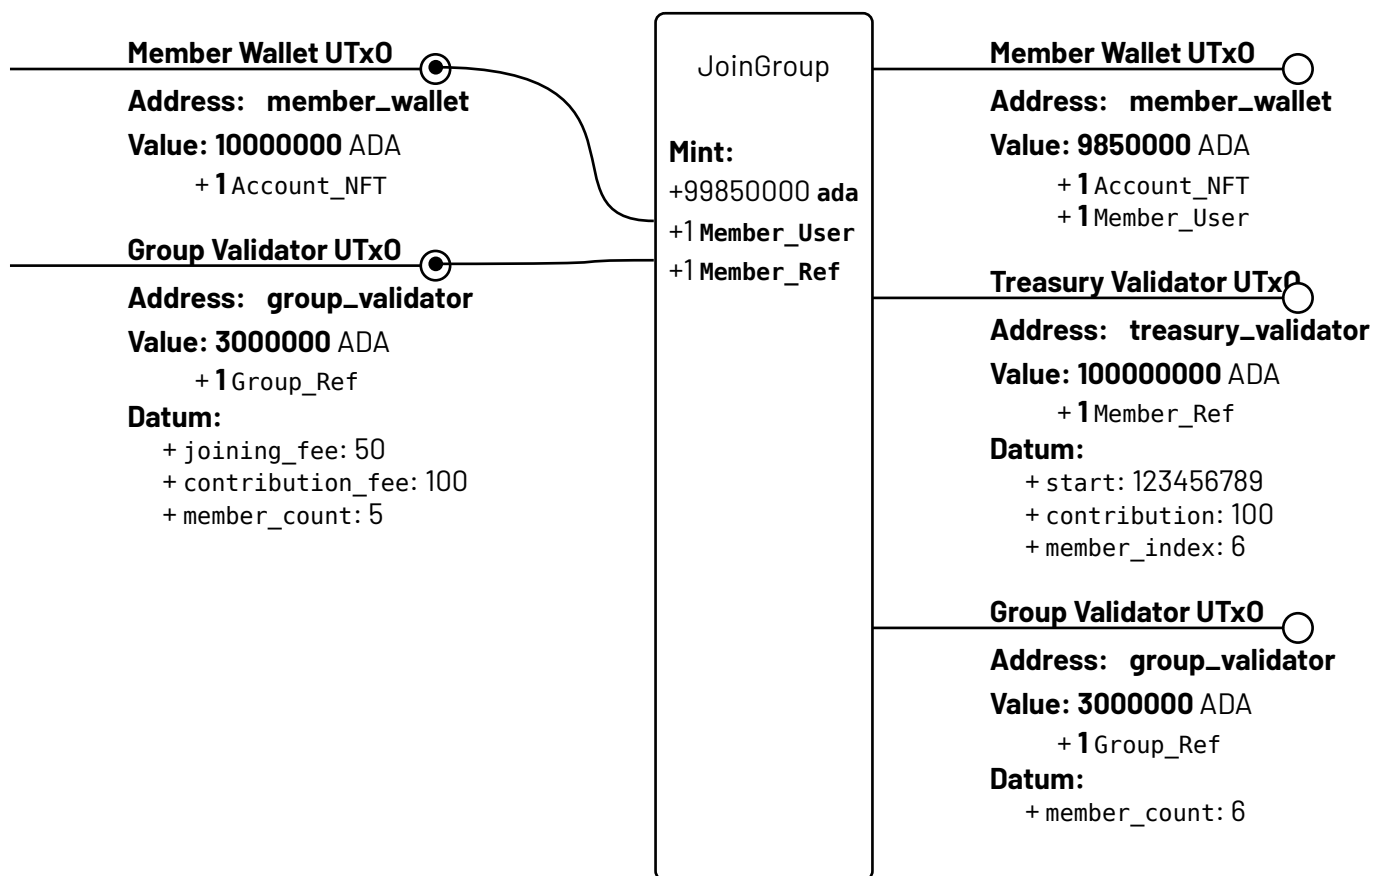 Member Wallet UTxO
Address: member_wallet
Value: 10000000 ADA
+ 1 Account_NFT
Group Validator UTxO
Address: group_validator
Value: 3000000 ADA
+ 1 Group_Ref
Datum:
+ joining_fee: 50
+ contribution_fee: 100
+ member_count: 5
JoinGroup
Mint:
+99850000 ada
+1 Member_User
+1 Member_Ref
Member Wallet UTxO
Address: member_wallet
Value: 9850000 ADA
+ 1 Account_NFT
+ 1 Member_User
Treasury Validator UTxO
Address: treasury_validator
Value: 100000000 ADA
+ 1 Member_Ref
Datum:
+ start: 123456789
+ contribution: 100
+ member_index: 6
Group Validator UTxO
Address: group_validator
Value: 3000000 ADA
+ 1 Group_Ref
Datum:
+ member_count: 6